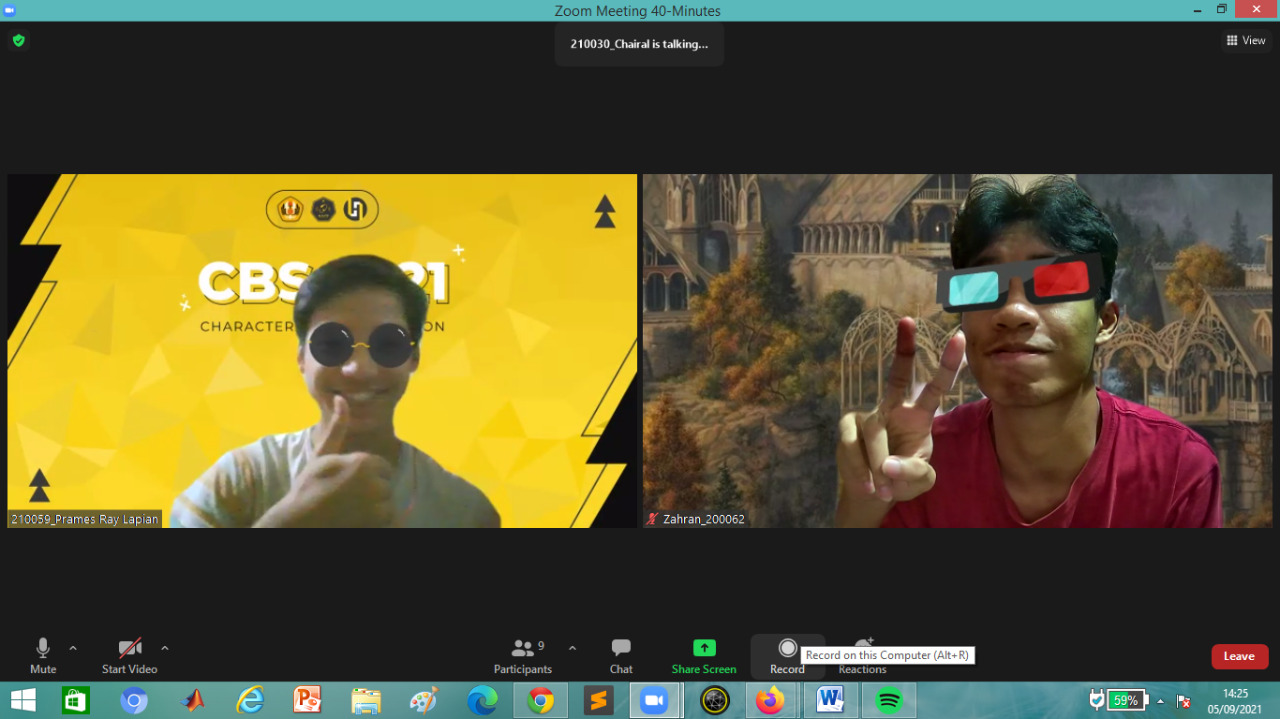 Zoom Meeting 40-Minutes
210030_Chairal is talking...
View
CBS
21
CHARACTER
ON
210059_Prames Ray Lapian
Zahran_200062
Mute
Start Video
9
Participants
Chat
Share Screen
Record
Record on this Computer (Alt+R)
Reactions
Leave
59%
14:25
05/09/2021